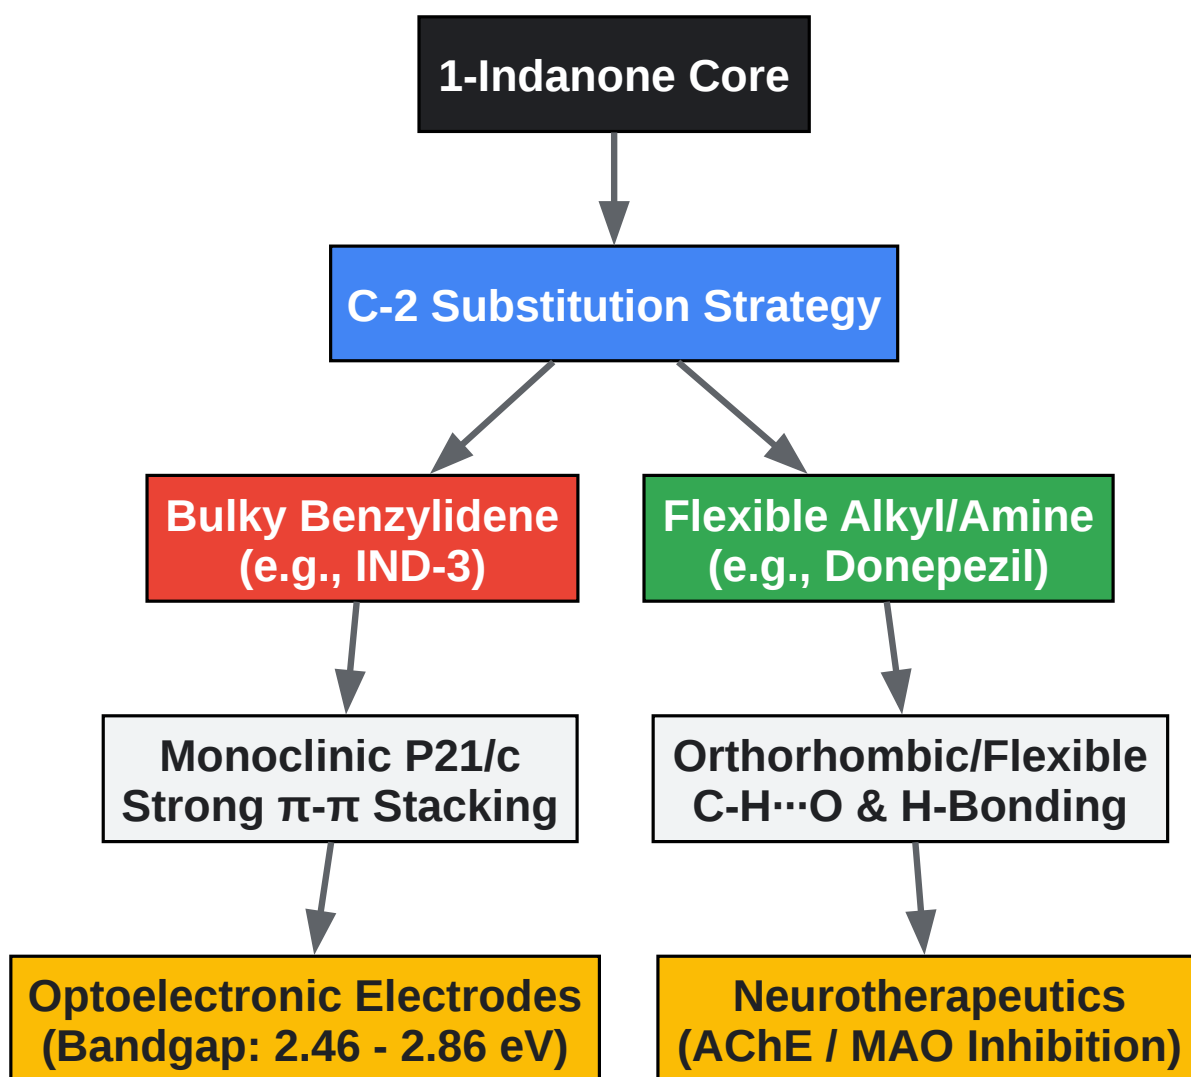 1-Indanone Core
C-2 Substitution Strategy
Bulky Benzylidene
(e.g., IND-3)
Flexible Alkyl/Amine
(e.g., Donepezil)
Monoclinic P21/c
Strong π-π Stacking
Orthorhombic/Flexible
C-H···O & H-Bonding
Optoelectronic Electrodes
(Bandgap: 2.46 - 2.86 eV)
Neurotherapeutics
(AChE / MAO Inhibition)